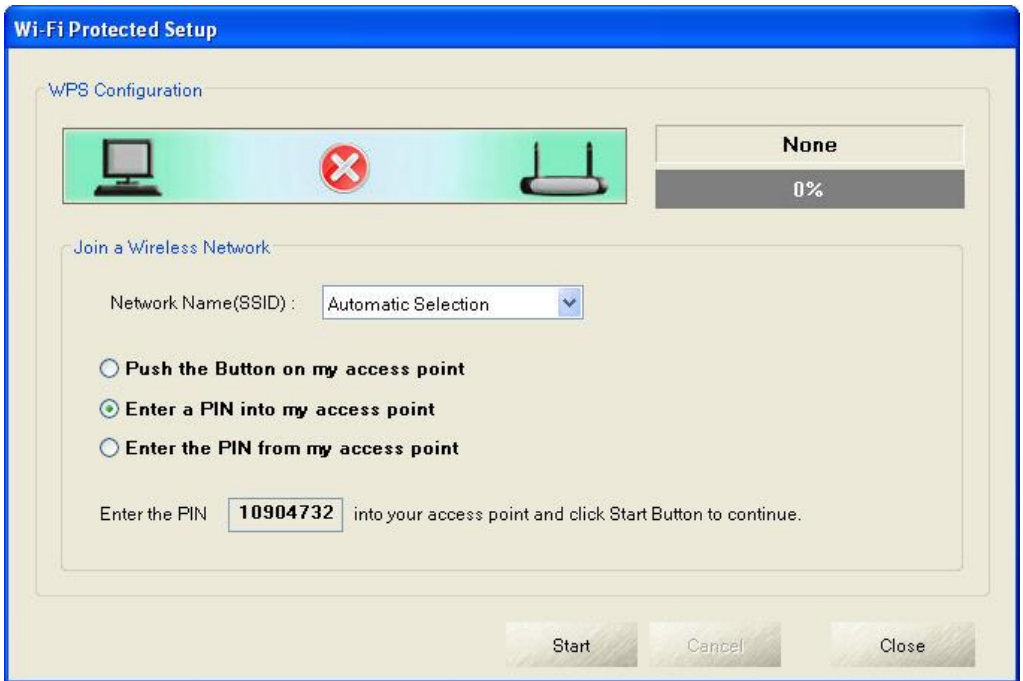 Wi-Fi Protected Setup
WPS Configuration
None
0%
Join a Wireless Network
Network Name(SSID) : Automatic Selection
Push the Button on my access point
Enter a PIN into my access point
Enter the PIN from my access point
Enter the PIN 10904732 into your access point and click Start Button to continue.
Start Cancel Close